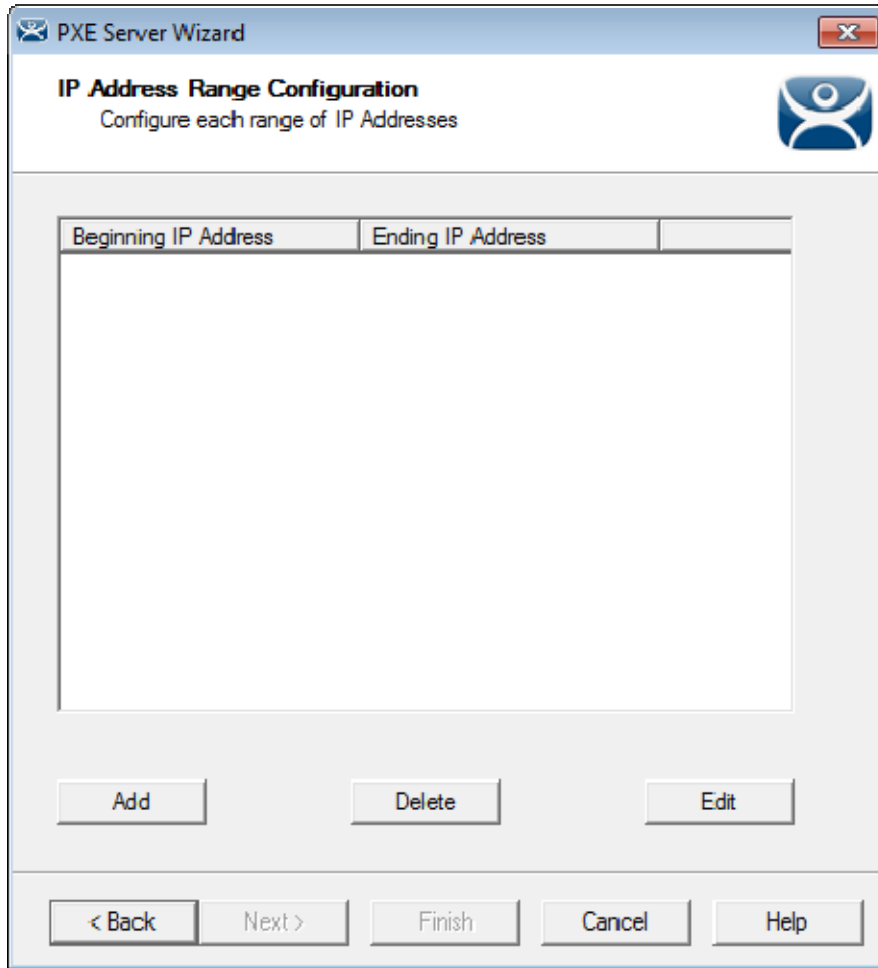 PXE Server Wizard
IP Address Range Configuration
Configure each range of IP Addresses
Beginning IP Address Ending IP Address
Add Delete Edit
< Back Next > Finish Cancel Help